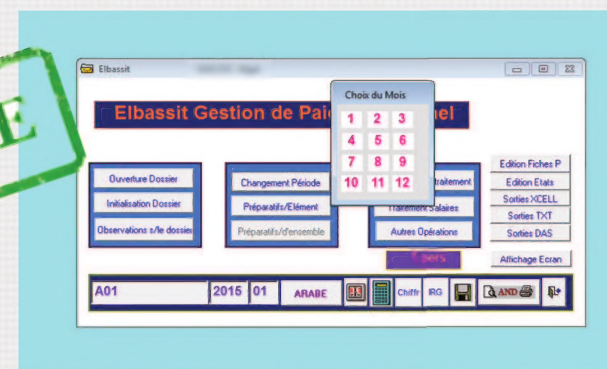 E
Elbassit
Choix du Mois
Elbassit Gestion de Pai el
1 2 3
4 5 6
7 8 9
10 11 12
Ouverture Dossier
Initialisation Dossier
Observations s/le dossier
Changement Période
Préparatifs/Elément
Préparatifs/d'ensemble
traitement
Traitement Salaires
Autres Opérations
Edition Fiches P
Edition Etats
Sorties XCELL
Sorties TXT
Sorties DAS
Affichage Ecran
A01 2015 01 ARABE Chiffr IRG AND